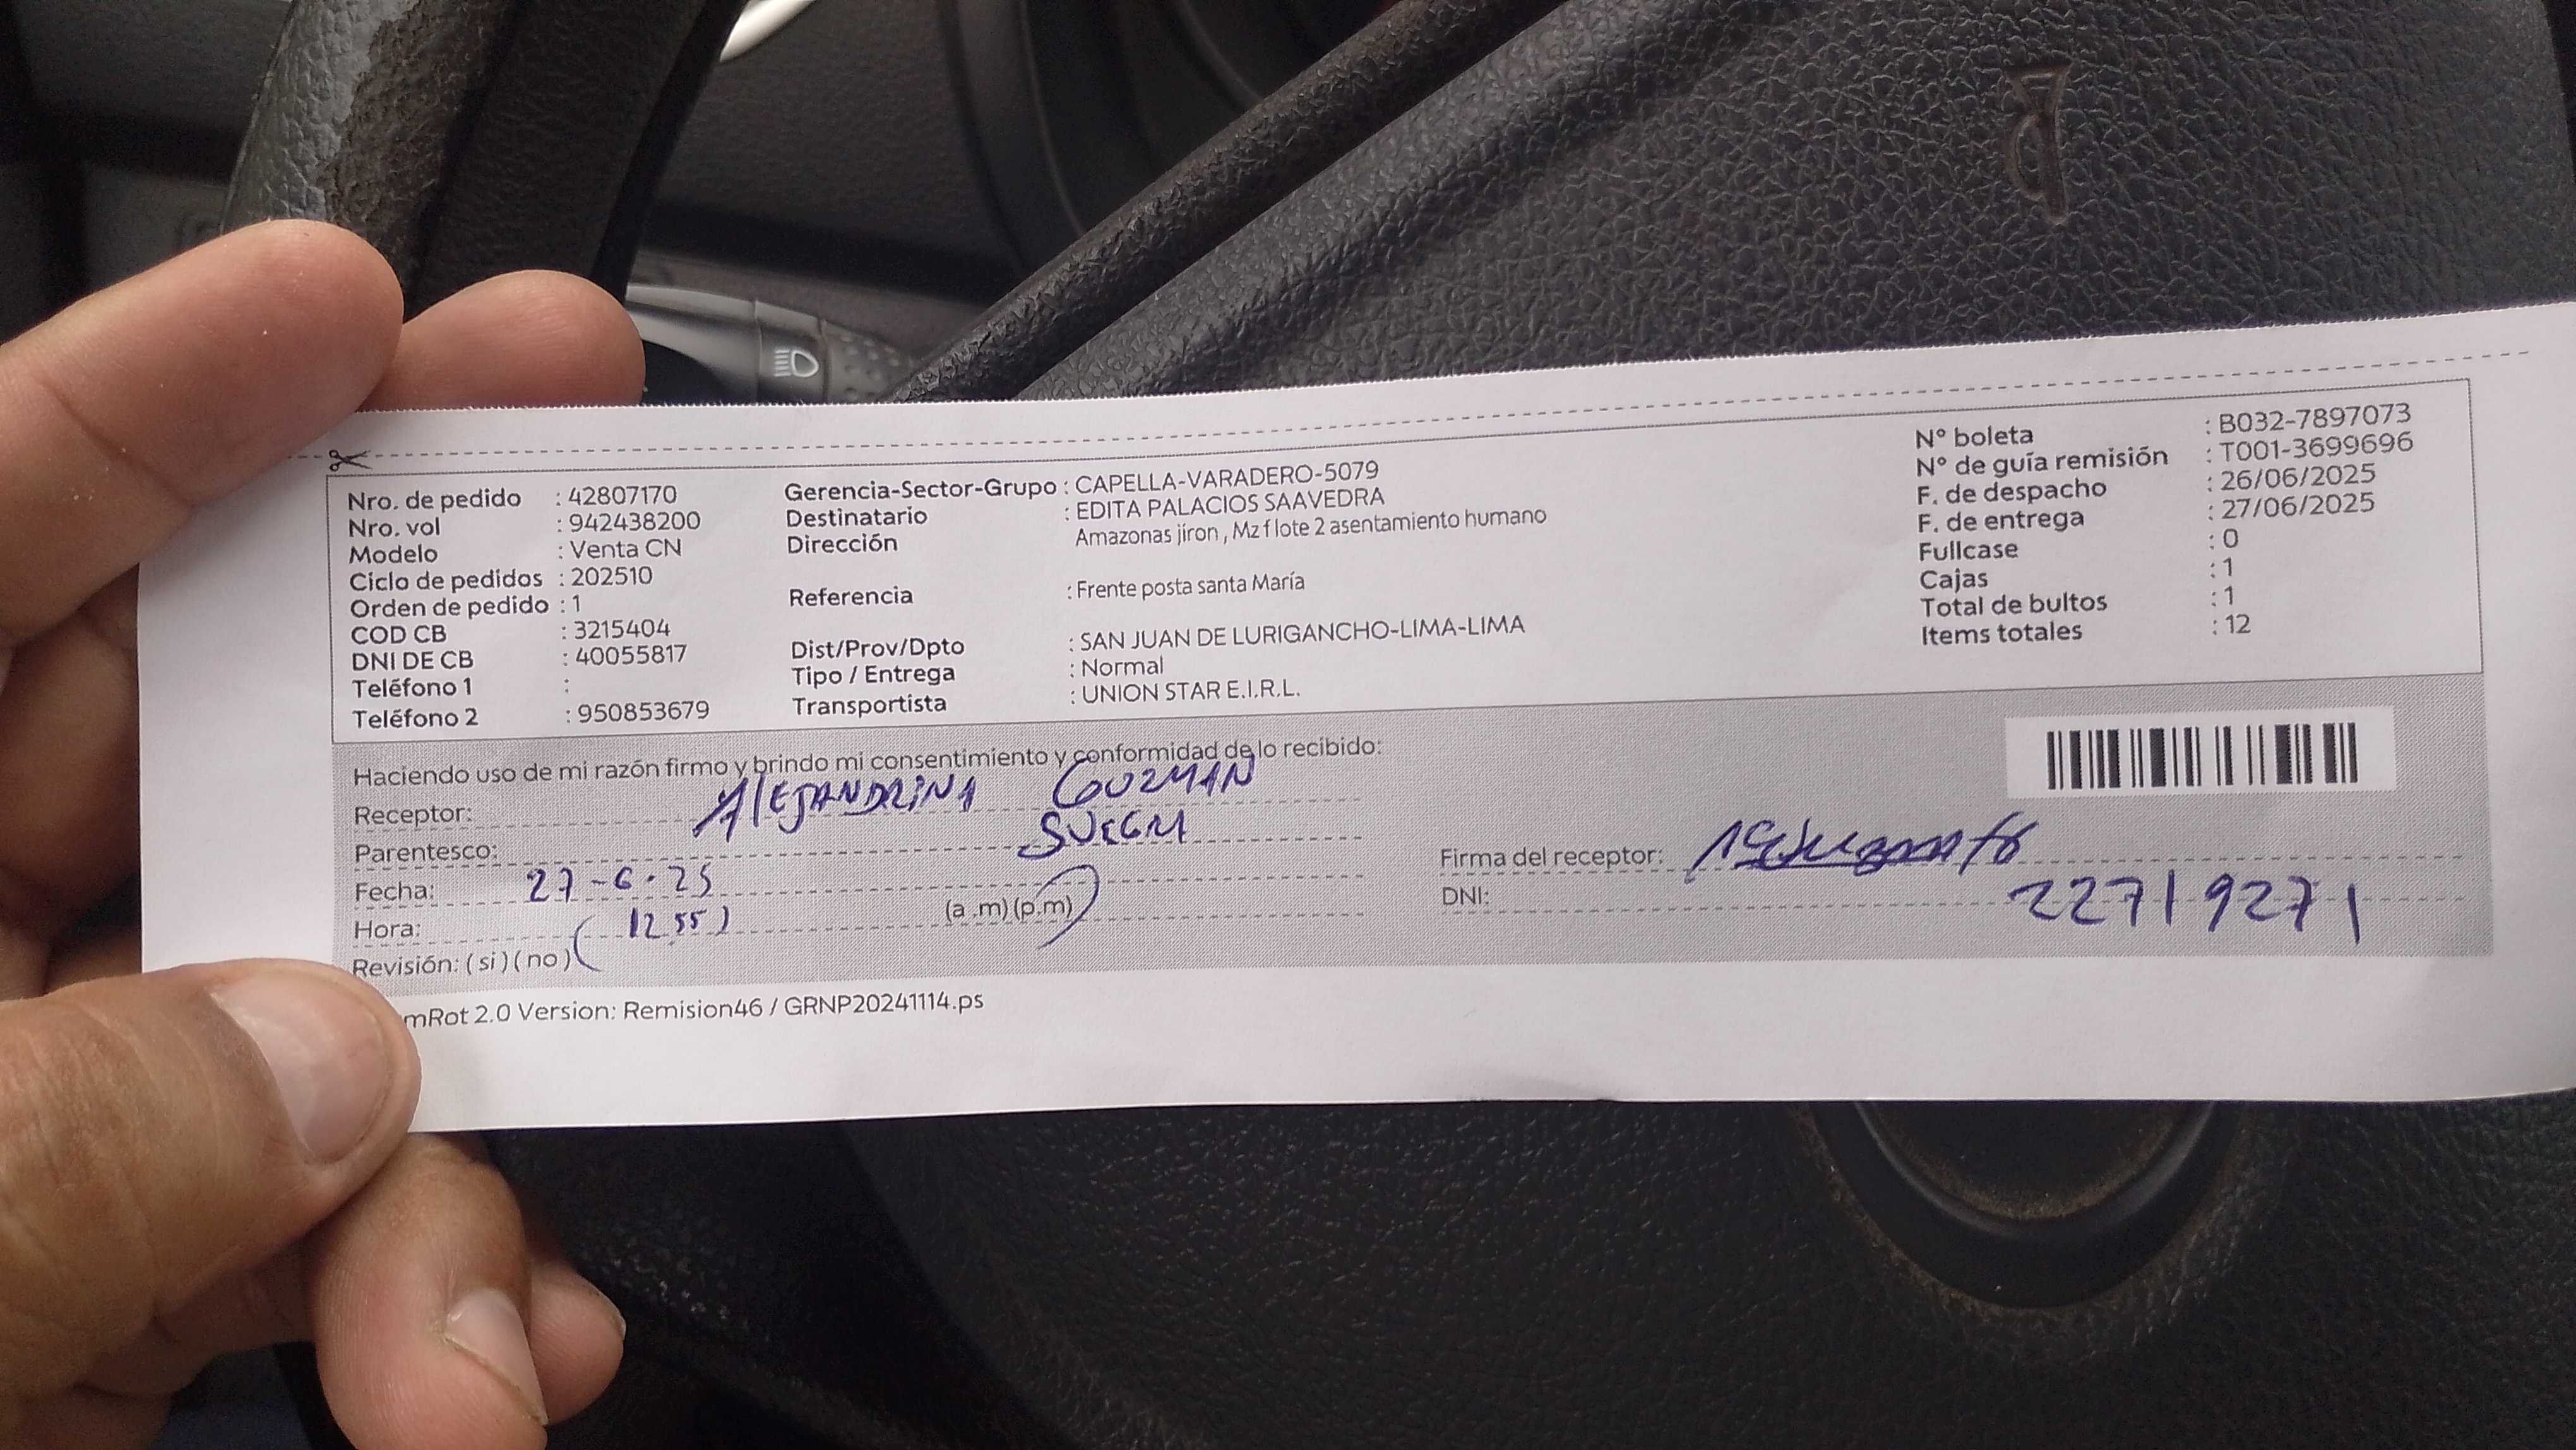 Nro. de pedido : 42807170
Nro. vol : 942438200
Modelo : Venta CN
Ciclo de pedidos : 202510
Orden de pedido : 1
COD CB : 3215404
DNI DE CB : 40055817
Teléfono 1 :
Teléfono 2 : 950853679
Gerencia-Sector-Grupo : CAPELLA-VARADERO-5079
Destinatario : EDITA PALACIOS SAAVEDRA
Dirección Amazonas jiron , Mz f lote 2 asentamiento humano
Referencia : Frente posta santa María
Dist/Prov/Dpto : SAN JUAN DE LURIGANCHO-LIMA-LIMA
Tipo / Entrega : Normal
Transportista : UNION STAR E.I.R.L.
N° boleta : B032-7897073
N° de guía remisión : T001-3699696
F. de despacho : 26/06/2025
F. de entrega : 27/06/2025
Fullcase : 0
Cajas : 1
Total de bultos : 1
Items totales : 12
Haciendo uso de mi razón firmo y brindo mi consentimiento y conformidad de lo recibido:
Receptor: AlEJANDRINA GUZMAN
Parentesco:
Fecha: 27-6.25
Hora: (12 55) (a .m) (p.m)
Revisión: ( si ) ( no )
Firma del receptor:
DNI: 22719271
mRot 2.0 Version: Remision46 / GRNP20241114.ps